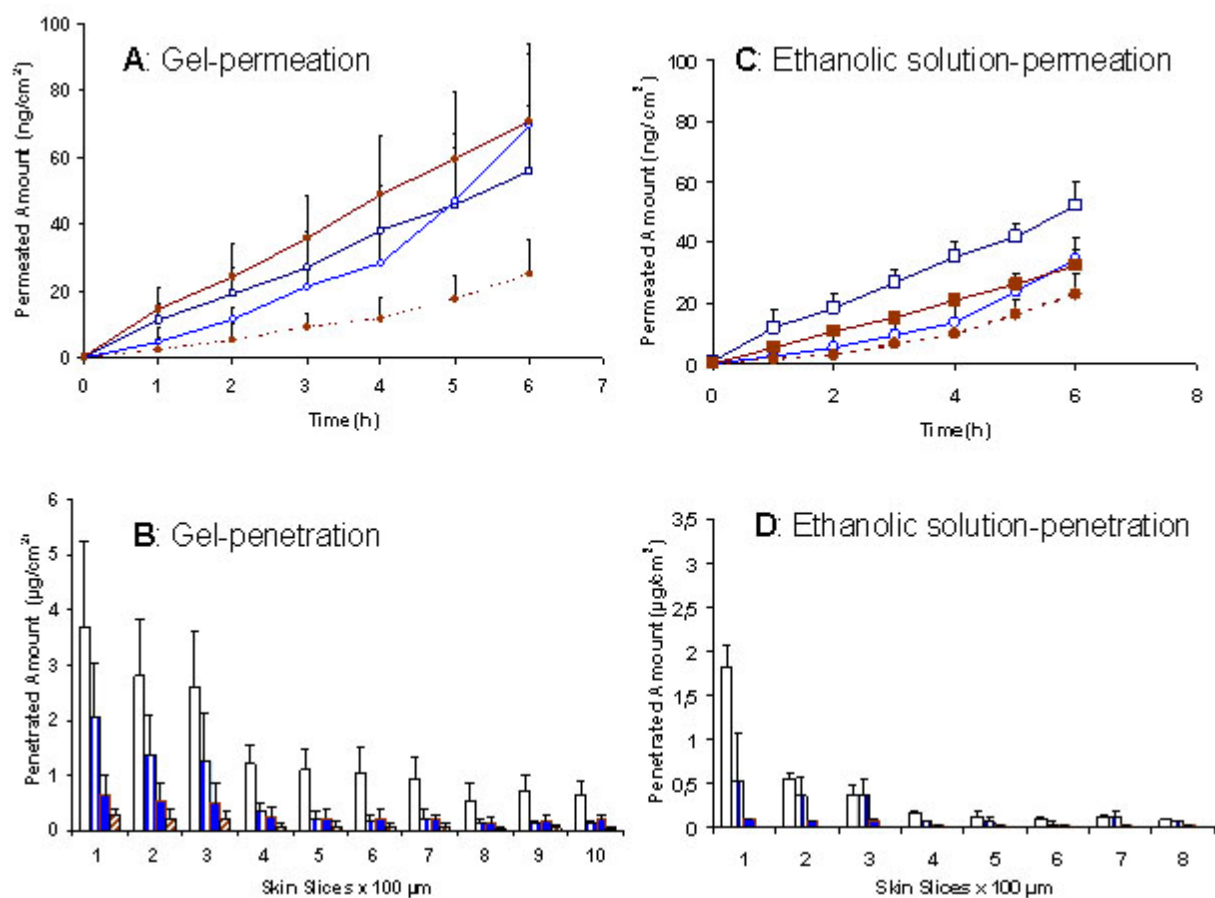 A: Gel-permeation
Permeated Amount (ng/cm²)
100
80
60
40
20
0
0 1 2 3 4 5 6 7
Time (h)
C: Ethanolic solution-permeation
Permeated Amount (ng/cm²)
100
80
60
40
20
0
0 2 4 6 8
Time (h)
B: Gel-penetration
Penetrated Amount (µg/cm²)
6
5
4
3
2
1
0
1 2 3 4 5 6 7 8 9 10
Skin Slices x 100 µm
D: Ethanolic solution-penetration
Penetrated Amount (µg/cm²)
3,5
3
2,5
2
1,5
1
0,5
0
1 2 3 4 5 6 7 8
Skin Slices x 100 µm